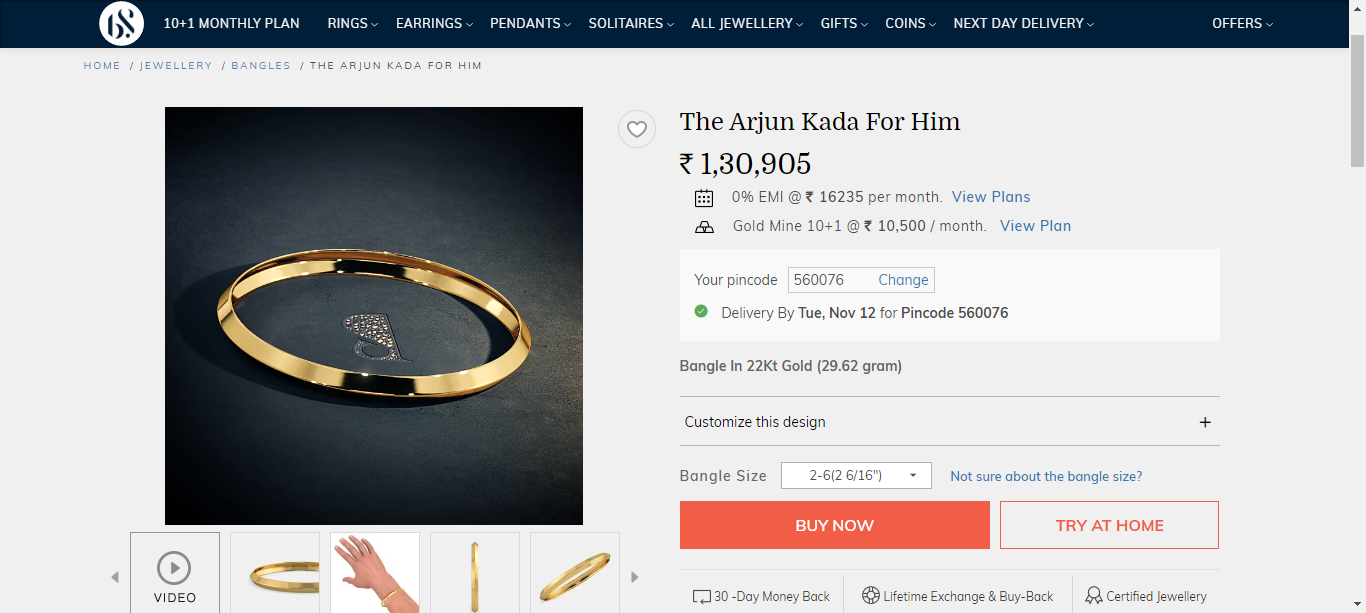 BS
10+1 MONTHLY PLAN RINGS EARRINGS PENDANTS SOLITAIRES ALL JEWELLERY GIFTS COINS NEXT DAY DELIVERY OFFERS
HOME / JEWELLERY / BANGLES / THE ARJUN KADA FOR HIM
The Arjun Kada For Him
₹ 1,30,905
0% EMI @ ₹ 16235 per month. View Plans
Gold Mine 10+1 @ ₹ 10,500 / month. View Plan
Your pincode 560076 Change
Delivery By Tue, Nov 12 for Pincode 560076
Bangle In 22Kt Gold (29.62 gram)
Customize this design +
Bangle Size 2-6(2 6/16") Not sure about the bangle size?
BUY NOW TRY AT HOME
VIDEO
30 -Day Money Back Lifetime Exchange & Buy-Back Certified Jewellery